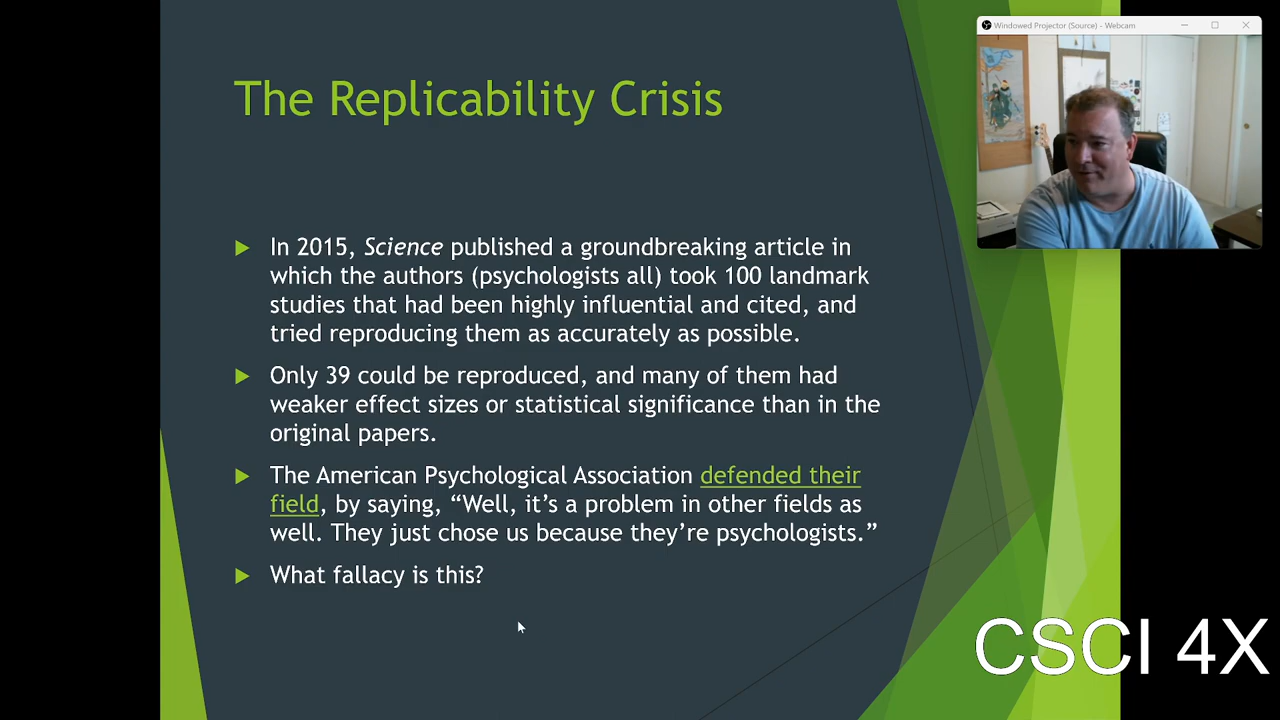 Windowed Projector (Source) - Webcam
The Replicability Crisis
In 2015, Science published a groundbreaking article in
which the authors (psychologists all) took 100 landmark
studies that had been highly influential and cited, and
tried reproducing them as accurately as possible.
Only 39 could be reproduced, and many of them had
weaker effect sizes or statistical significance than in the
original papers.
The American Psychological Association defended their
field, by saying, “Well, it’s a problem in other fields as
well. They just chose us because they’re psychologists.”
What fallacy is this?
CSCI 4X